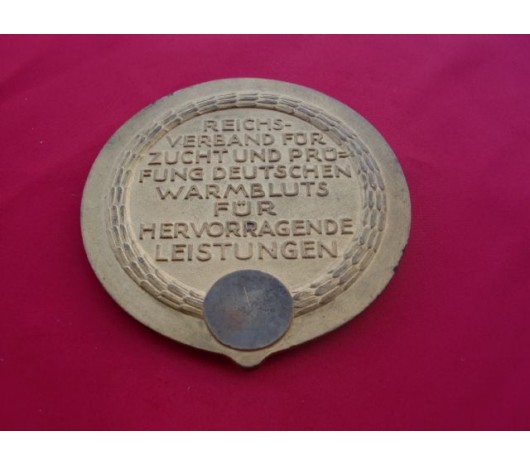 REICHS-
VERBAND FÜR
ZUCHT UND PRÜ=
FUNG DEUTSCHEN
WARMBLUTS
FÜR
HERVORRAGENDE
LEISTUNGEN